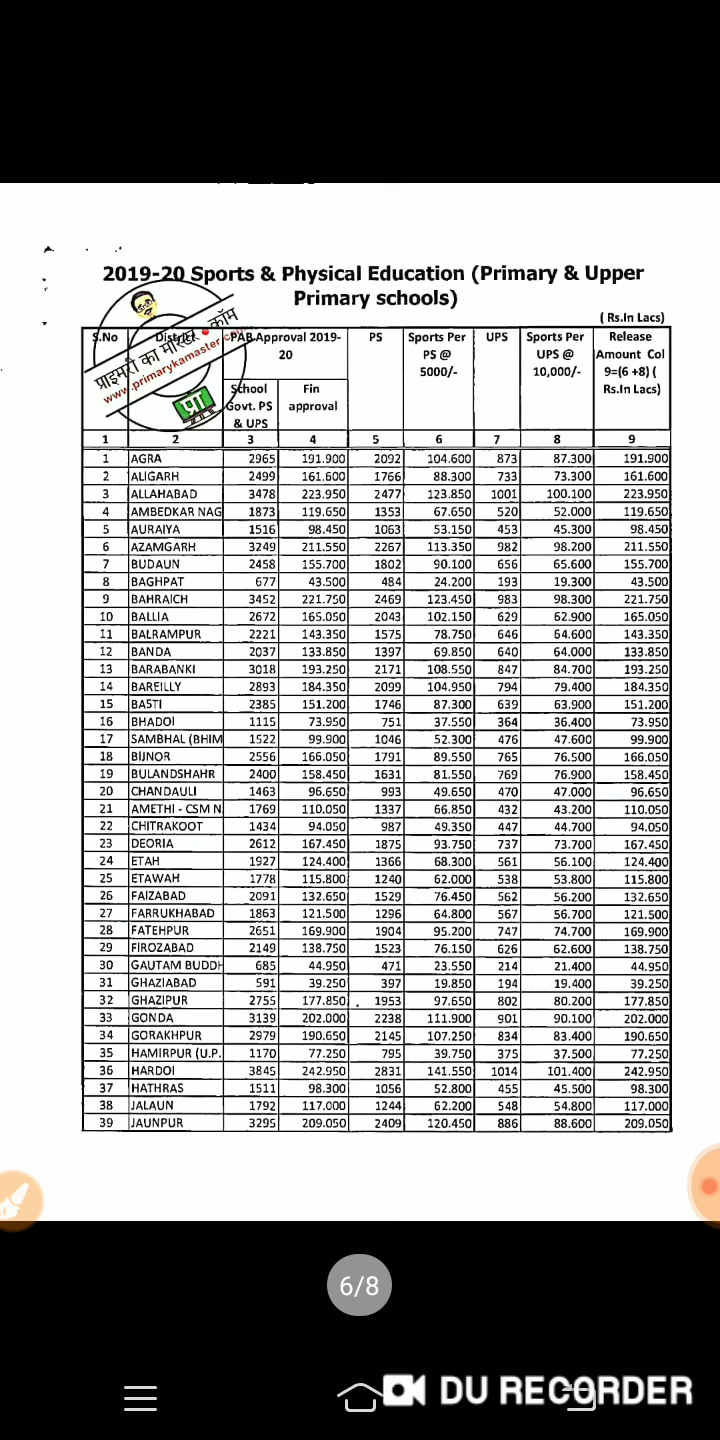 2019-20 Sports & Physical Education (Primary & Upper
Primary schools)
( Rs.In Lacs)
S.No District PAB Approval 2019-20 PS Sports Per PS @ 5000/- UPS Sports Per UPS @ 10,000/- Release Amount Col 9=(6 +8) ( Rs.In Lacs)
School Govt. PS & UPS Fin approval
प्राइमरी का मास्टर ● कॉम
www.primarykamaster.com
प्रा
1 2 3 4 5 6 7 8 9
1 AGRA 2965 191.900 2092 104.600 873 87.300 191.900
2 ALIGARH 2499 161.600 1766 88.300 733 73.300 161.600
3 ALLAHABAD 3478 223.950 2477 123.850 1001 100.100 223.950
4 AMBEDKAR NAG 1873 119.650 1353 67.650 520 52.000 119.650
5 AURAIYA 1516 98.450 1063 53.150 453 45.300 98.450
6 AZAMGARH 3249 211.550 2267 113.350 982 98.200 211.550
7 BUDAUN 2458 155.700 1802 90.100 656 65.600 155.700
8 BAGHPAT 677 43.500 484 24.200 193 19.300 43.500
9 BAHRAICH 3452 221.750 2469 123.450 983 98.300 221.750
10 BALLIA 2672 165.050 2043 102.150 629 62.900 165.050
11 BALRAMPUR 2221 143.350 1575 78.750 646 64.600 143.350
12 BANDA 2037 133.850 1397 69.850 640 64.000 133.850
13 BARABANKI 3018 193.250 2171 108.550 847 84.700 193.250
14 BAREILLY 2893 184.350 2099 104.950 794 79.400 184.350
15 BASTI 2385 151.200 1746 87.300 639 63.900 151.200
16 BHADOI 1115 73.950 751 37.550 364 36.400 73.950
17 SAMBHAL (BHIM 1522 99.900 1046 52.300 476 47.600 99.900
18 BIJNOR 2556 166.050 1791 89.550 765 76.500 166.050
19 BULANDSHAHR 2400 158.450 1631 81.550 769 76.900 158.450
20 CHANDAULI 1463 96.650 993 49.650 470 47.000 96.650
21 AMETHI - CSM N 1769 110.050 1337 66.850 432 43.200 110.050
22 CHITRAKOOT 1434 94.050 987 49.350 447 44.700 94.050
23 DEORIA 2612 167.450 1875 93.750 737 73.700 167.450
24 ETAH 1927 124.400 1366 68.300 561 56.100 124.400
25 ETAWAH 1778 115.800 1240 62.000 538 53.800 115.800
26 FAIZABAD 2091 132.650 1529 76.450 562 56.200 132.650
27 FARRUKHABAD 1863 121.500 1296 64.800 567 56.700 121.500
28 FATEHPUR 2651 169.900 1904 95.200 747 74.700 169.900
29 FIROZABAD 2149 138.750 1523 76.150 626 62.600 138.750
30 GAUTAM BUDDH 685 44.950 471 23.550 214 21.400 44.950
31 GHAZIABAD 591 39.250 397 19.850 194 19.400 39.250
32 GHAZIPUR 2755 177.850 1953 97.650 802 80.200 177.850
33 GONDA 3139 202.000 2238 111.900 901 90.100 202.000
34 GORAKHPUR 2979 190.650 2145 107.250 834 83.400 190.650
35 HAMIRPUR (U.P. 1170 77.250 795 39.750 375 37.500 77.250
36 HARDOI 3845 242.950 2831 141.550 1014 101.400 242.950
37 HATHRAS 1511 98.300 1056 52.800 455 45.500 98.300
38 JALAUN 1792 117.000 1244 62.200 548 54.800 117.000
39 JAUNPUR 3295 209.050 2409 120.450 886 88.600 209.050
6/8
DU RECORDER